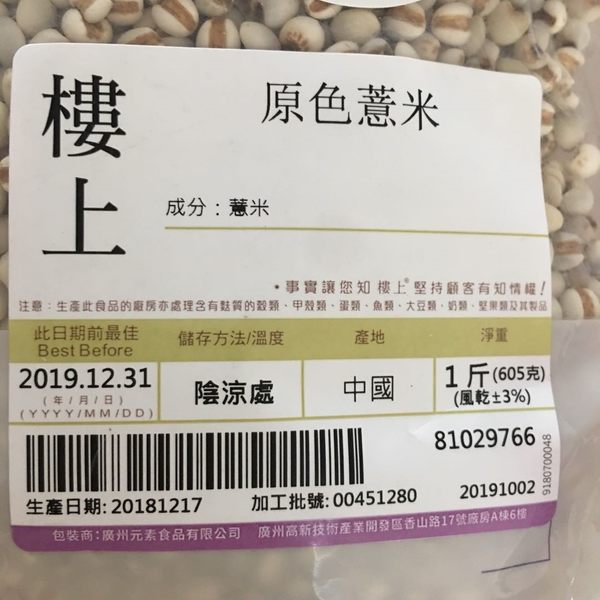 樓上
原色薏米
成分：薏米
•事實讓您知 樓上® 堅持顧客有知情權！
注意：生產此食品的廠房亦處理含有麩質的穀類、甲殼類、蛋類、魚類、大豆類、奶類、堅果類及其製品
此日期前最佳 儲存方法/溫度 產地 淨重
Best Before
2019.12.31 陰涼處 中國 1斤(605克)
(年/月/日) (風乾±3%)
(YYYY/MM/DD)
81029766
9180700048
生產日期: 20181217 加工批號: 00451280 20191002
包裝商：廣州元素食品有限公司 廣州高新技術產業開發區香山路17號廠房A棟6樓